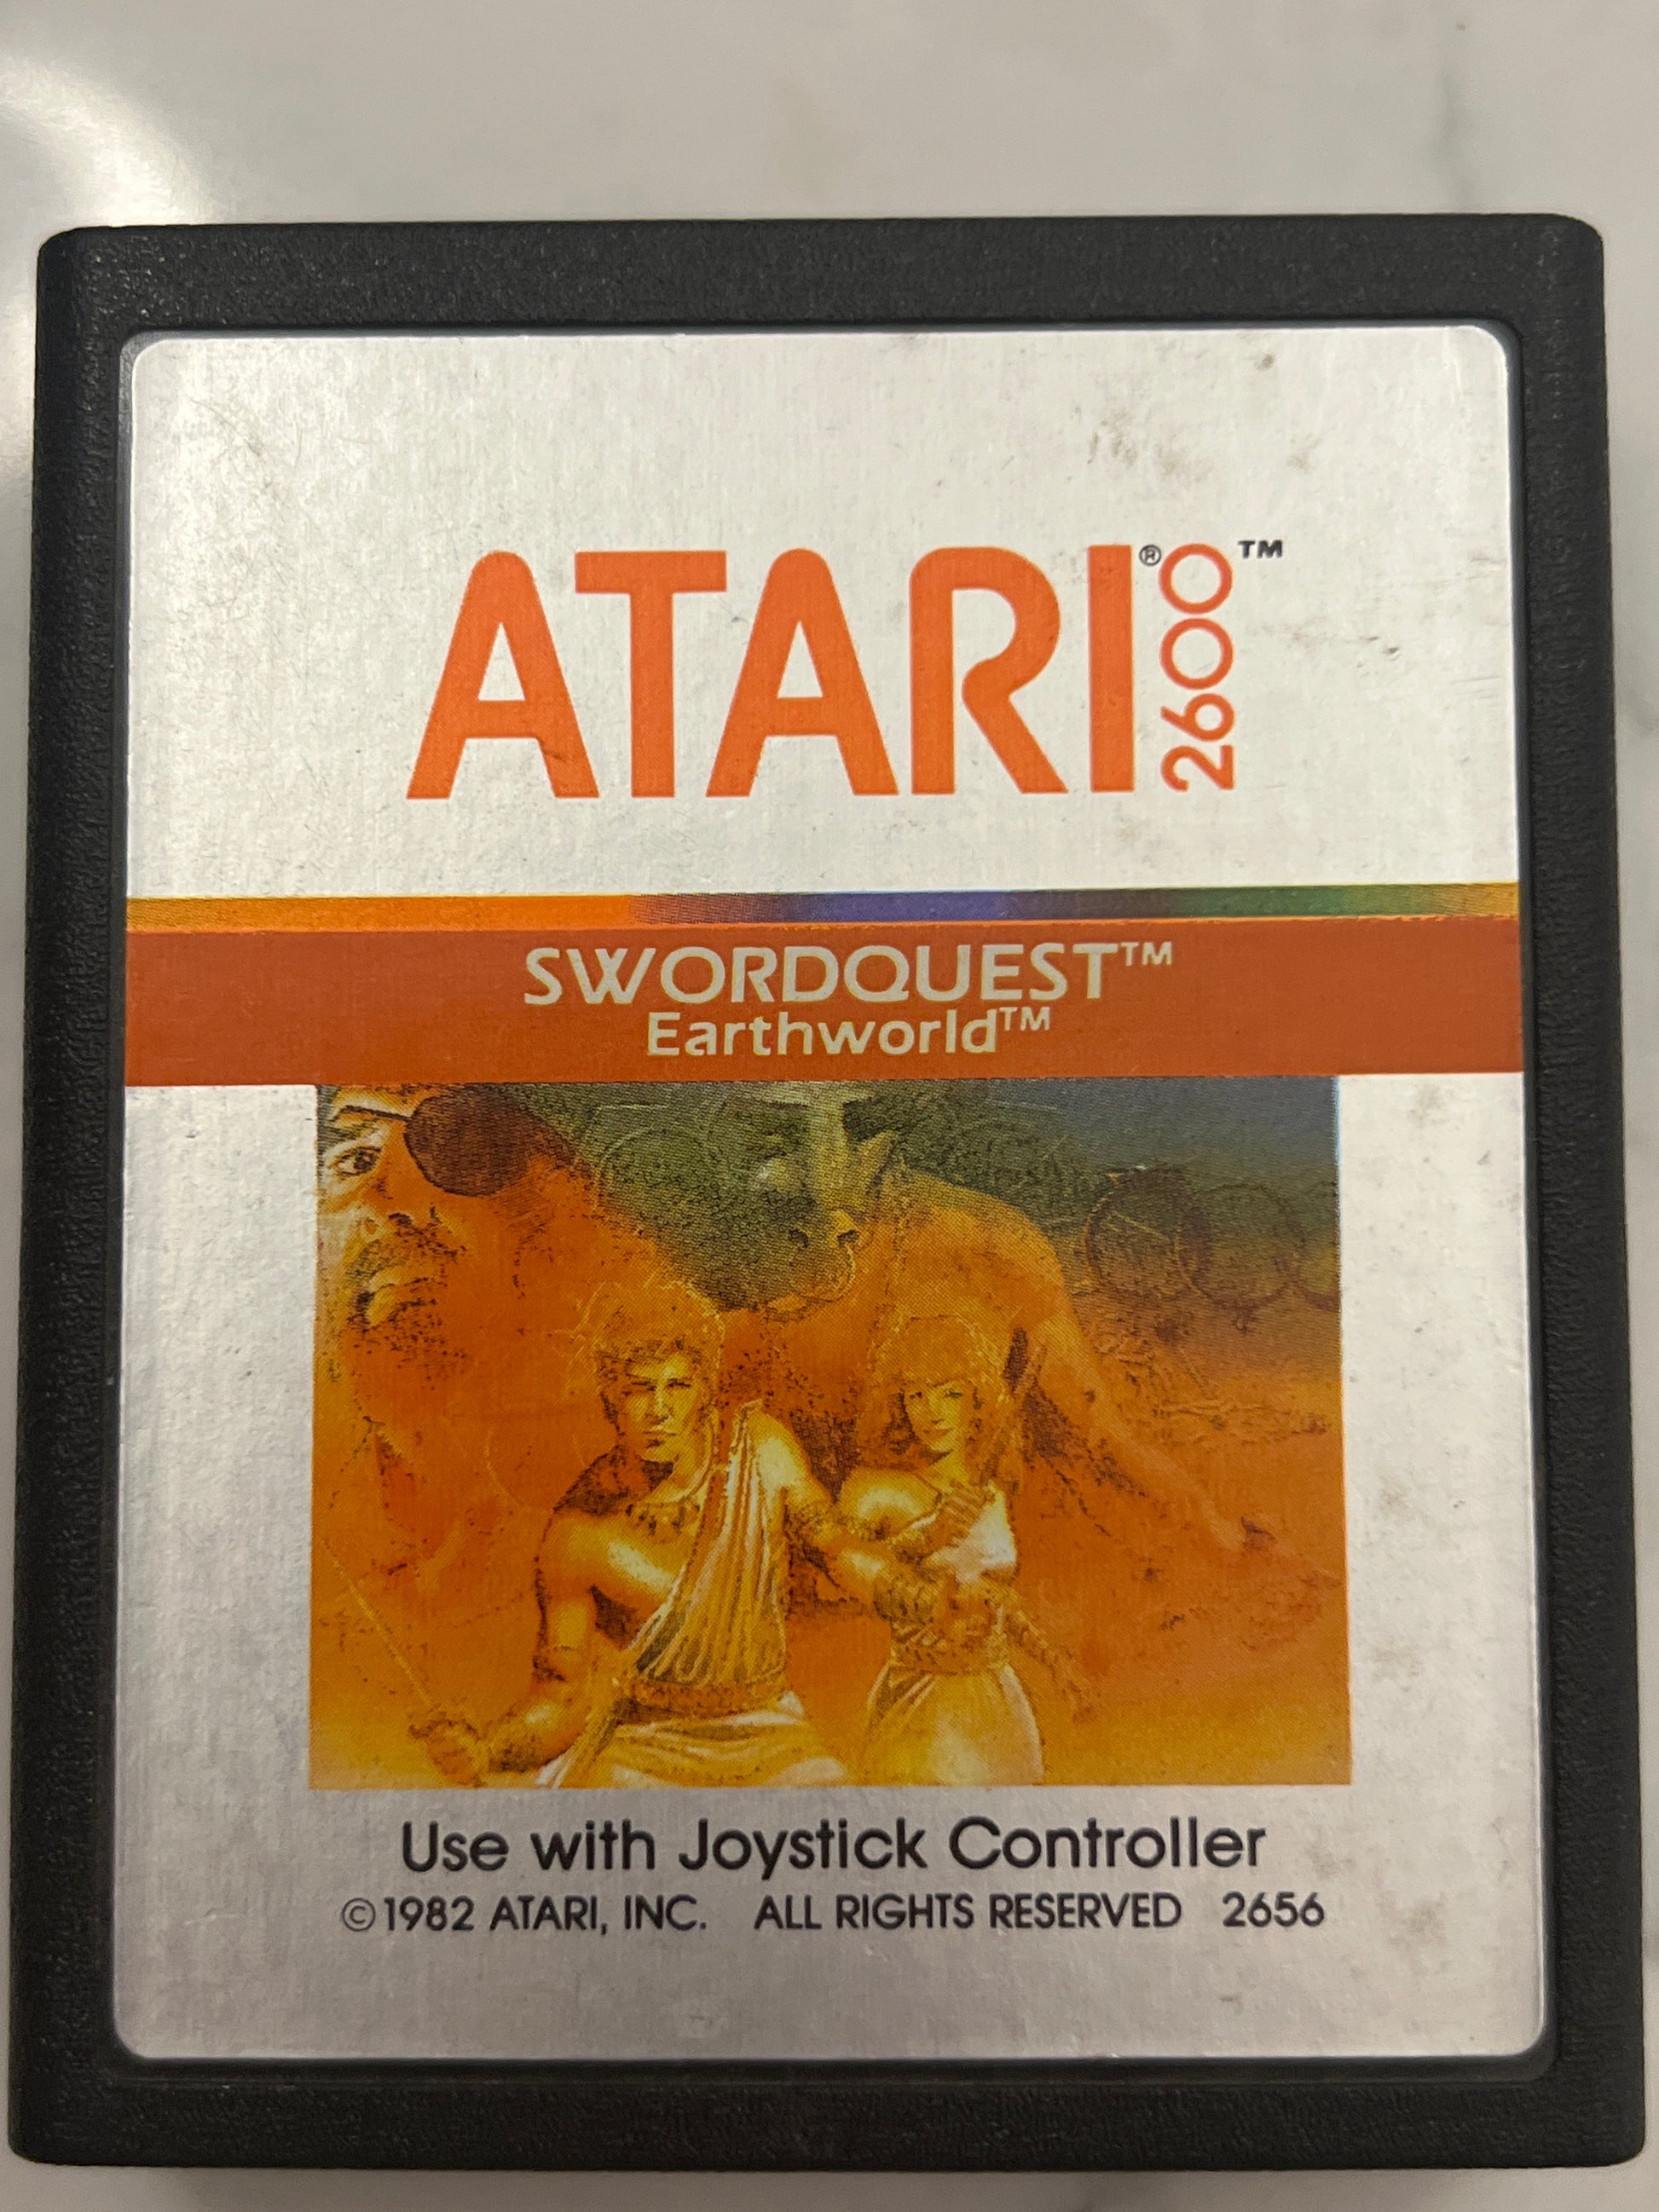 ATARI® 2600™
SWORDQUEST™
Earthworld™
Use with Joystick Controller
©1982 ATARI, INC. ALL RIGHTS RESERVED 2656